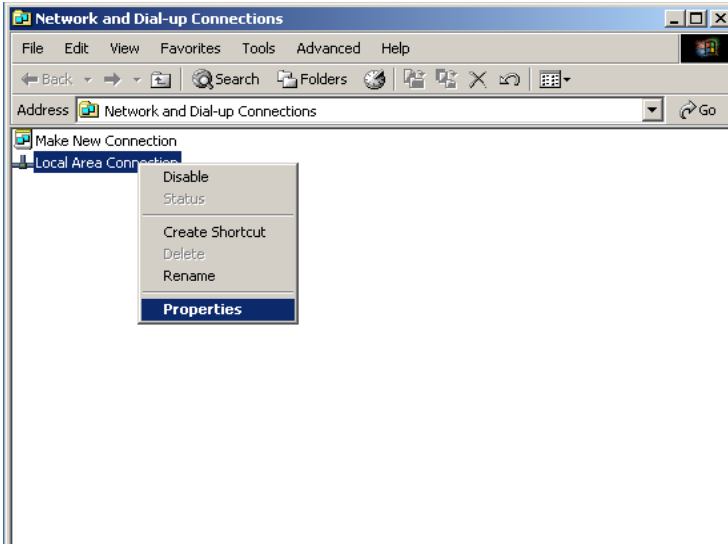 Network and Dial-up Connections
File Edit View Favorites Tools Advanced Help
Back Search Folders
Address Network and Dial-up Connections Go
Make New Connection
Local Area Connection
Disable
Status
Create Shortcut
Delete
Rename
Properties